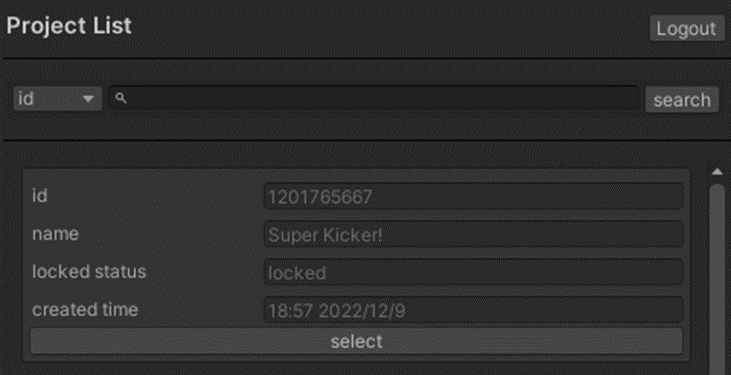 Project List
Logout
id
search
id 1201765667
name Super Kicker!
locked status locked
created time 18:57 2022/12/9
select